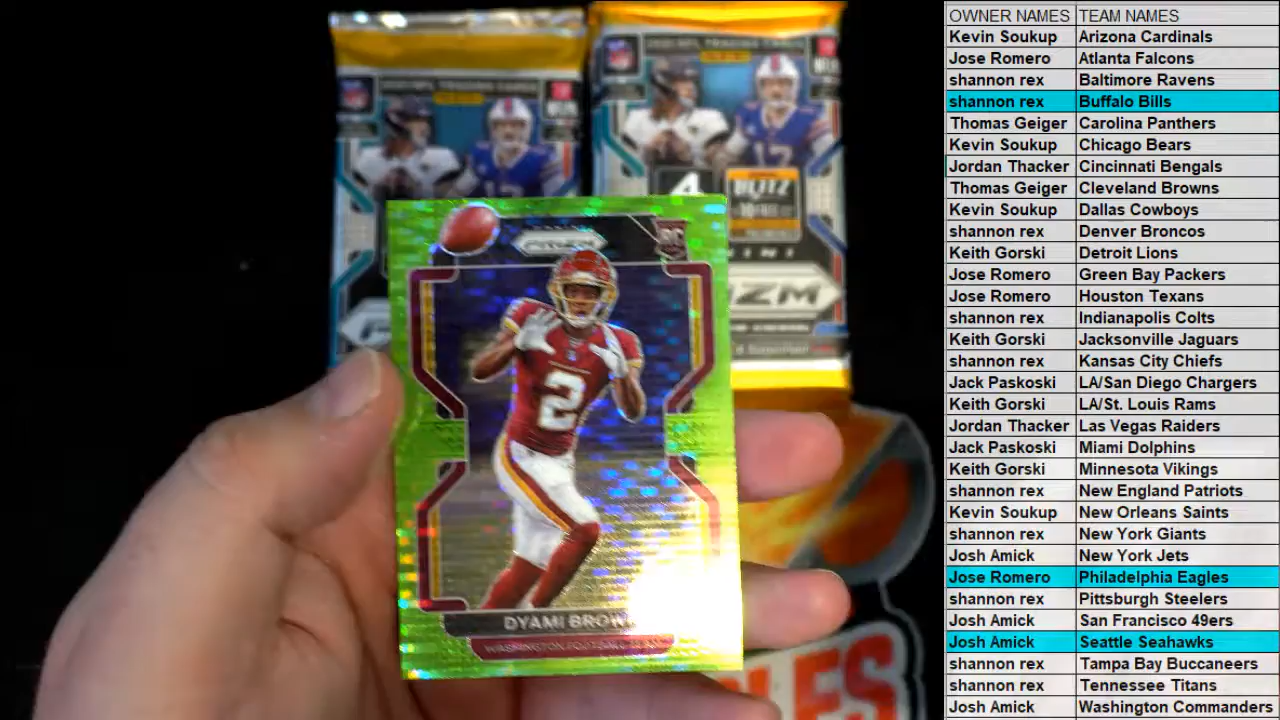 OWNER NAMES TEAM NAMES
Kevin Soukup Arizona Cardinals
Jose Romero Atlanta Falcons
shannon rex Baltimore Ravens
shannon rex Buffalo Bills
Thomas Geiger Carolina Panthers
Kevin Soukup Chicago Bears
Jordan Thacker Cincinnati Bengals
Thomas Geiger Cleveland Browns
Kevin Soukup Dallas Cowboys
shannon rex Denver Broncos
Keith Gorski Detroit Lions
Jose Romero Green Bay Packers
Jose Romero Houston Texans
shannon rex Indianapolis Colts
Keith Gorski Jacksonville Jaguars
shannon rex Kansas City Chiefs
Jack Paskoski LA/San Diego Chargers
Keith Gorski LA/St. Louis Rams
Jordan Thacker Las Vegas Raiders
Jack Paskoski Miami Dolphins
Keith Gorski Minnesota Vikings
shannon rex New England Patriots
Kevin Soukup New Orleans Saints
shannon rex New York Giants
Josh Amick New York Jets
Jose Romero Philadelphia Eagles
shannon rex Pittsburgh Steelers
Josh Amick San Francisco 49ers
Josh Amick Seattle Seahawks
shannon rex Tampa Bay Buccaneers
shannon rex Tennessee Titans
Josh Amick Washington Commanders
4
BLITZ
PRIZM
RC
2
DYAMI BROW
WASHINGTON